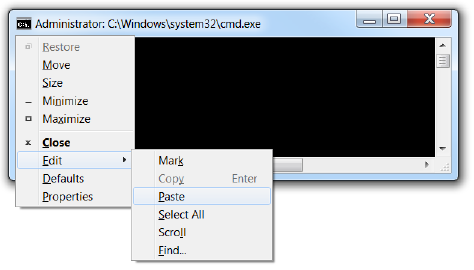 C:\.
Administrator: C:\Windows\system32\cmd.exe
Restore
Move
Size
Minimize
Maximize
Close
Edit
Defaults
Properties
Mark
Copy Enter
Paste
Select All
Scroll
Find...